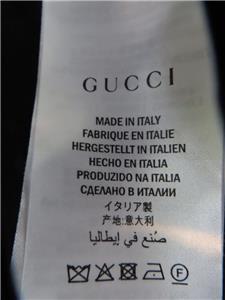 GUCCI
MADE IN ITALY
FABRIQUE EN ITALIE
HERGESTELLT IN ITALIEN
HECHO EN ITALIA
PRODUZIDO NA ITALIA
СДЕЛАНО В ИТАЛИИ
イタリア製
产地:意大利
صُنع في إيطاليا